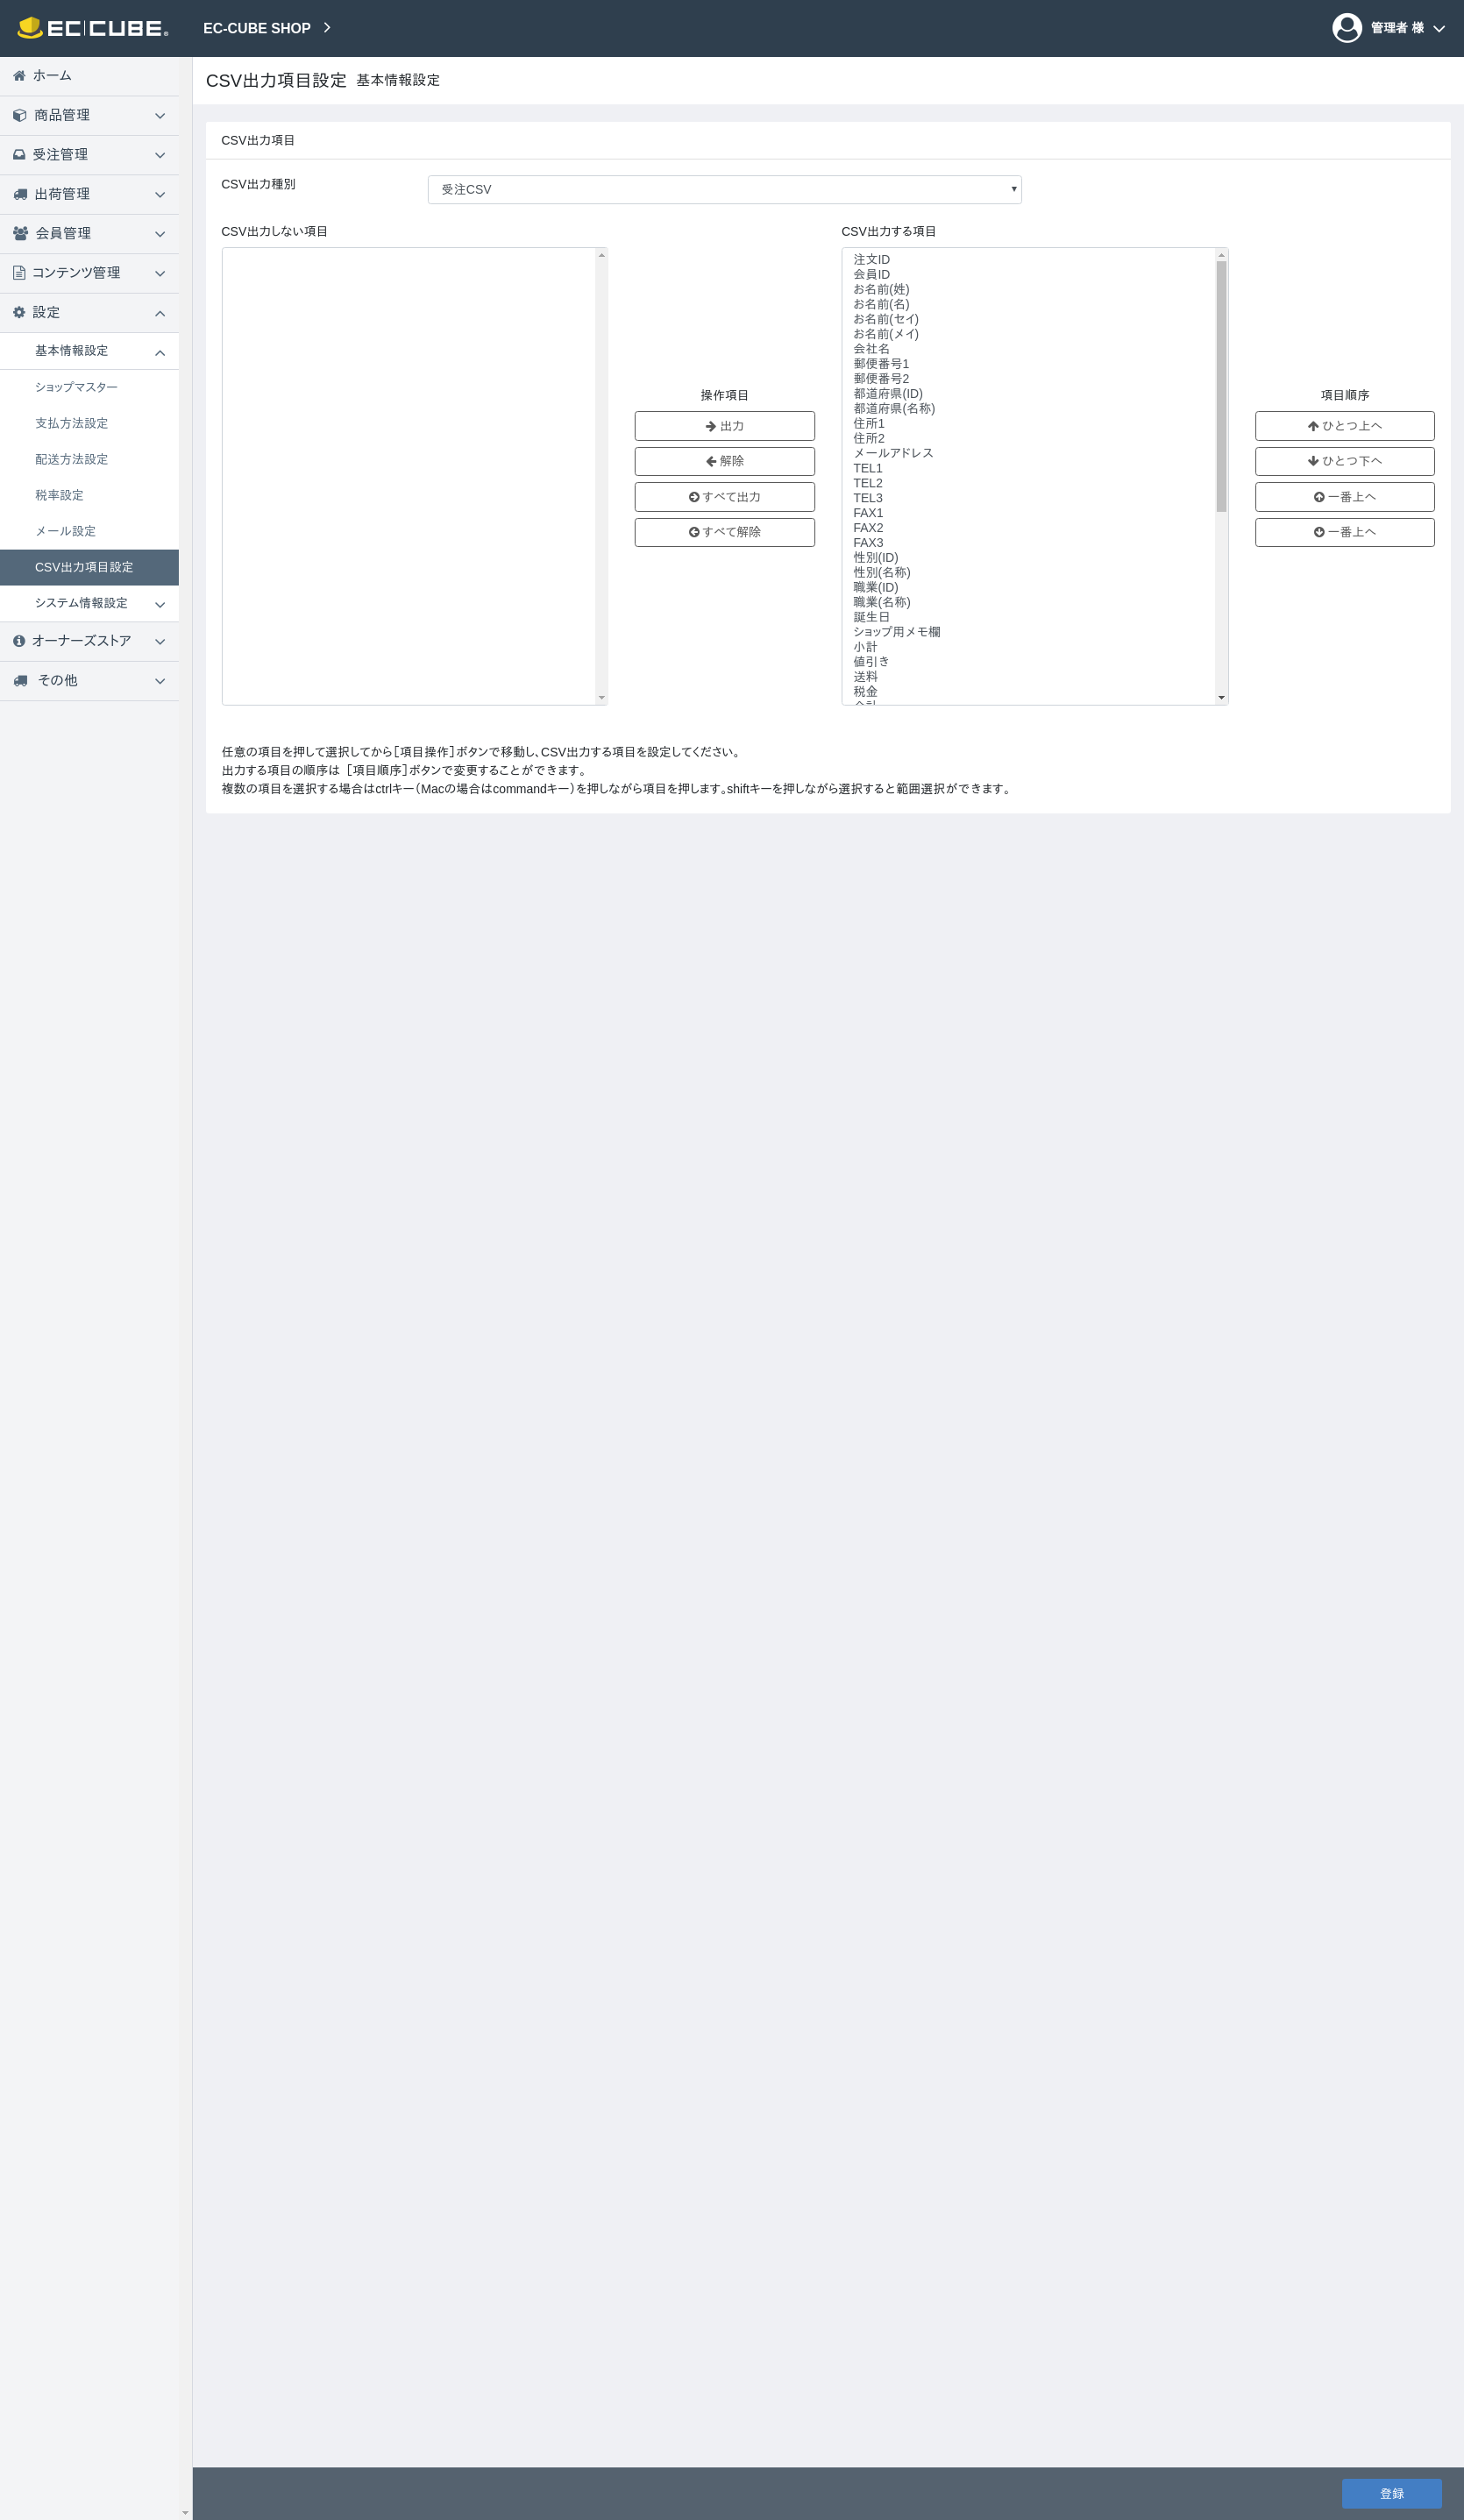 EC CUBE®
EC-CUBE SHOP
管理者 様
ホーム
商品管理
受注管理
出荷管理
会員管理
コンテンツ管理
設定
基本情報設定
ショップマスター
支払方法設定
配送方法設定
税率設定
メール設定
CSV出力項目設定
システム情報設定
オーナーズストア
その他
CSV出力項目設定 基本情報設定
CSV出力項目
CSV出力種別
受注CSV
CSV出力しない項目
操作項目
出力
解除
すべて出力
すべて解除
CSV出力する項目
注文ID
会員ID
お名前(姓)
お名前(名)
お名前(セイ)
お名前(メイ)
会社名
郵便番号1
郵便番号2
都道府県(ID)
都道府県(名称)
住所1
住所2
メールアドレス
TEL1
TEL2
TEL3
FAX1
FAX2
FAX3
性別(ID)
性別(名称)
職業(ID)
職業(名称)
誕生日
ショップ用メモ欄
小計
値引き
送料
税金
項目順序
ひとつ上へ
ひとつ下へ
一番上へ
一番上へ
任意の項目を押して選択してから［項目操作］ボタンで移動し、CSV出力する項目を設定してください。
出力する項目の順序は ［項目順序］ボタンで変更することができます。
複数の項目を選択する場合はctrlキー（Macの場合はcommandキー）を押しながら項目を押します。shiftキーを押しながら選択すると範囲選択ができます。
登録